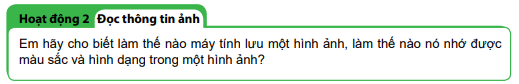 Hoạt động 2 Đọc thông tin ảnh
Em hãy cho biết làm thế nào máy tính lưu một hình ảnh, làm thế nào nó nhớ được
màu sắc và hình dạng trong một hình ảnh?